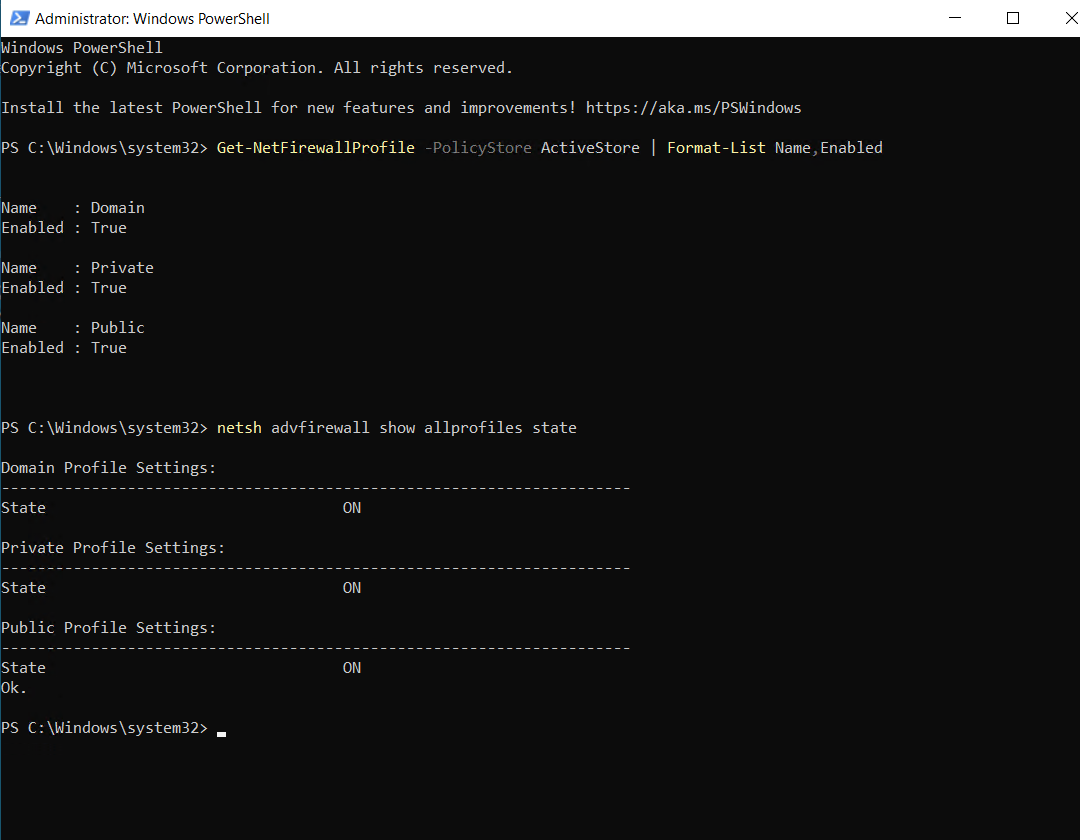 Administrator: Windows PowerShell
Windows PowerShell
Copyright (C) Microsoft Corporation. All rights reserved.
Install the latest PowerShell for new features and improvements! https://aka.ms/PSWindows
PS C:\Windows\system32> Get-NetFirewallProfile -PolicyStore ActiveStore | Format-List Name,Enabled
Name    : Domain
Enabled : True
Name    : Private
Enabled : True
Name    : Public
Enabled : True
PS C:\Windows\system32> netsh advfirewall show allprofiles state
Domain Profile Settings:
----------------------------------------------------------------------
State                                 ON
Private Profile Settings:
----------------------------------------------------------------------
State                                 ON
Public Profile Settings:
----------------------------------------------------------------------
State                                 ON
Ok.
PS C:\Windows\system32>